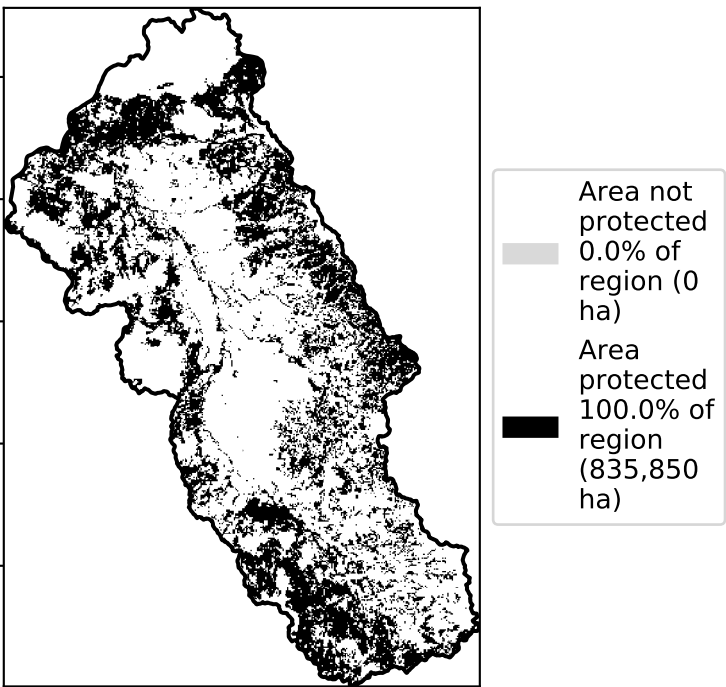 Area not
protected
0.0% of
region (0
ha)
Area
protected
100.0% of
region
(835,850
ha)